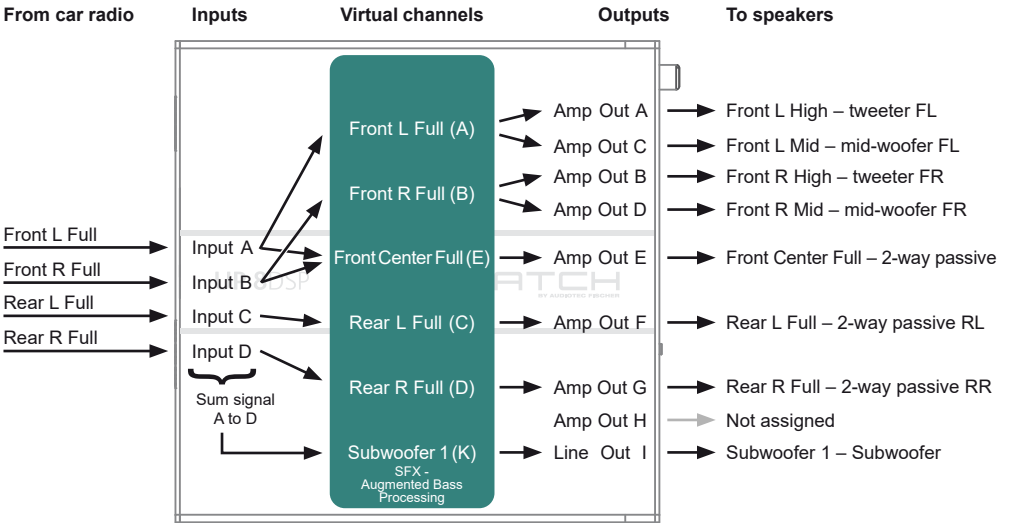 From car radio Inputs Virtual channels Outputs To speakers
Front L Full (A) Amp Out A Front L High – tweeter FL
Amp Out C Front L Mid – mid-woofer FL
Front R Full (B) Amp Out B Front R High – tweeter FR
Amp Out D Front R Mid – mid-woofer FR
Front L Full Input A Front Center Full (E) Amp Out E Front Center Full – 2-way passive
Front R Full Input B
8DSP ATCH
BY AUDIOTEC FISCHER
Rear L Full Input C Rear L Full (C) Amp Out F Rear L Full – 2-way passive RL
Rear R Full Input D
Sum signal
A to D
Rear R Full (D) Amp Out G Rear R Full – 2-way passive RR
Amp Out H Not assigned
Subwoofer 1 (K) Line Out I Subwoofer 1 – Subwoofer
SFX -
Augmented Bass
Processing